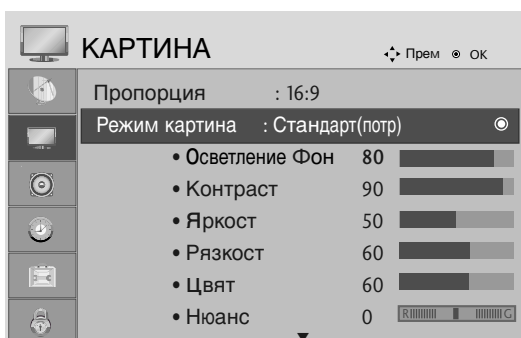 КАРТИНА Прем ОК
Пропорция : 16:9
Режим картина : Стандарт(потр)
• Осветление Фон 80
• Контраст 90
• Яркост 50
• Рязкост 60
• Цвят 60
• Нюанс 0 R G